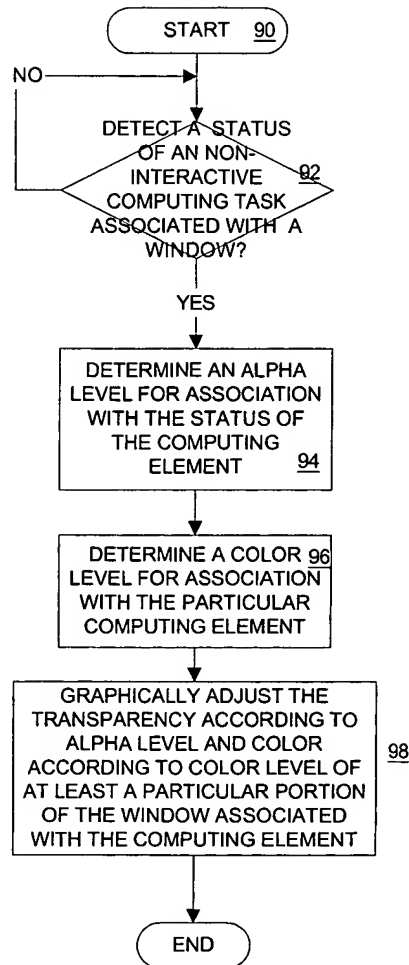 START 90
NO
DETECT A STATUS
OF AN NON-
INTERACTIVE 92
COMPUTING TASK
ASSOCIATED WITH A
WINDOW?
YES
DETERMINE AN ALPHA
LEVEL FOR ASSOCIATION
WITH THE STATUS OF
THE COMPUTING
ELEMENT 94
DETERMINE A COLOR 96
LEVEL FOR ASSOCIATION
WITH THE PARTICULAR
COMPUTING ELEMENT
GRAPHICALLY ADJUST THE
TRANSPARENCY ACCORDING TO
ALPHA LEVEL AND COLOR
ACCORDING TO COLOR LEVEL OF 98
AT LEAST A PARTICULAR PORTION
OF THE WINDOW ASSOCIATED
WITH THE COMPUTING ELEMENT
END